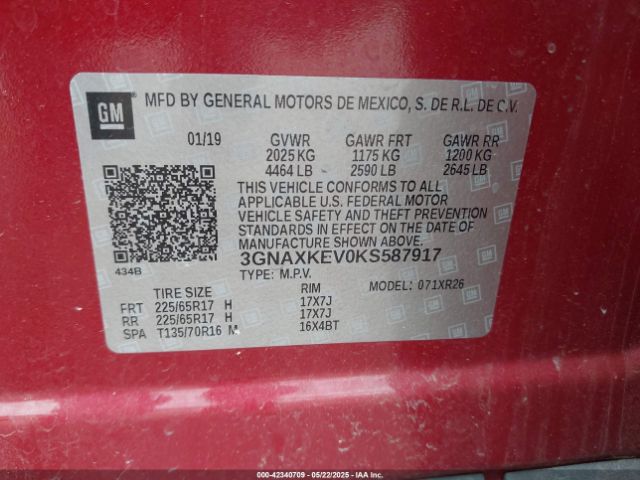 GM
MFD BY GENERAL MOTORS DE MEXICO, S. DE R.L. DE C.V.
01/19 GVWR GAWR FRT GAWR RR
2025 KG 1175 KG 1200 KG
4464 LB 2590 LB 2645 LB
THIS VEHICLE CONFORMS TO ALL
APPLICABLE U.S. FEDERAL MOTOR
VEHICLE SAFETY AND THEFT PREVENTION
STANDARDS IN EFFECT ON THE DATE OF
MANUFACTURE SHOWN ABOVE.
3GNAXKEV0KS587917
434B
TYPE: M.P.V. MODEL: 071XR26
TIRE SIZE RIM
FRT 225/65R17 H 17X7J
RR 225/65R17 H 17X7J
SPA T135/70R16 M 16X4BT
000-42340709 - 05/22/2025 - IAAI.COM